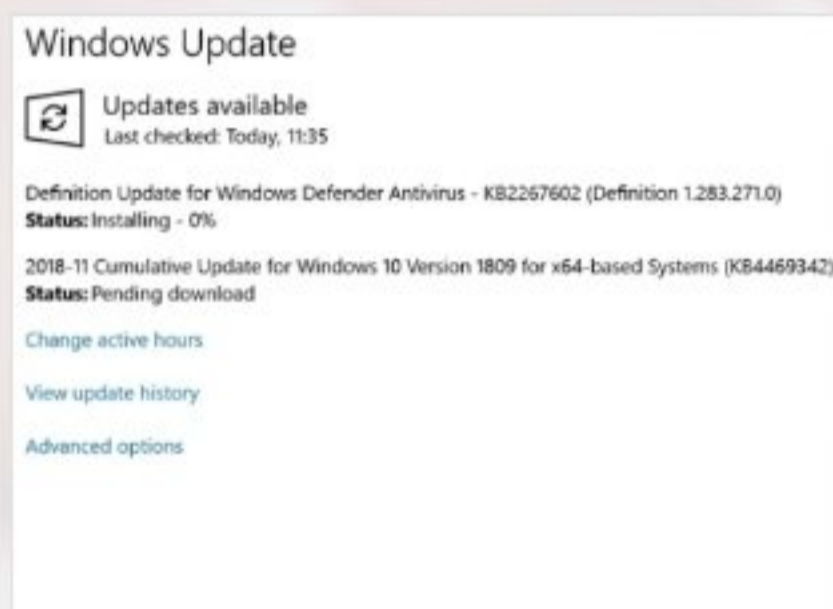 Windows Update
Updates available
Last checked: Today, 11:35
Definition Update for Windows Defender Antivirus - KB2267602 (Definition 1.283.271.0)
Status: Installing - 0%
2018-11 Cumulative Update for Windows 10 Version 1809 for x64-based Systems (KB4469342)
Status: Pending download
Change active hours
View update history
Advanced options